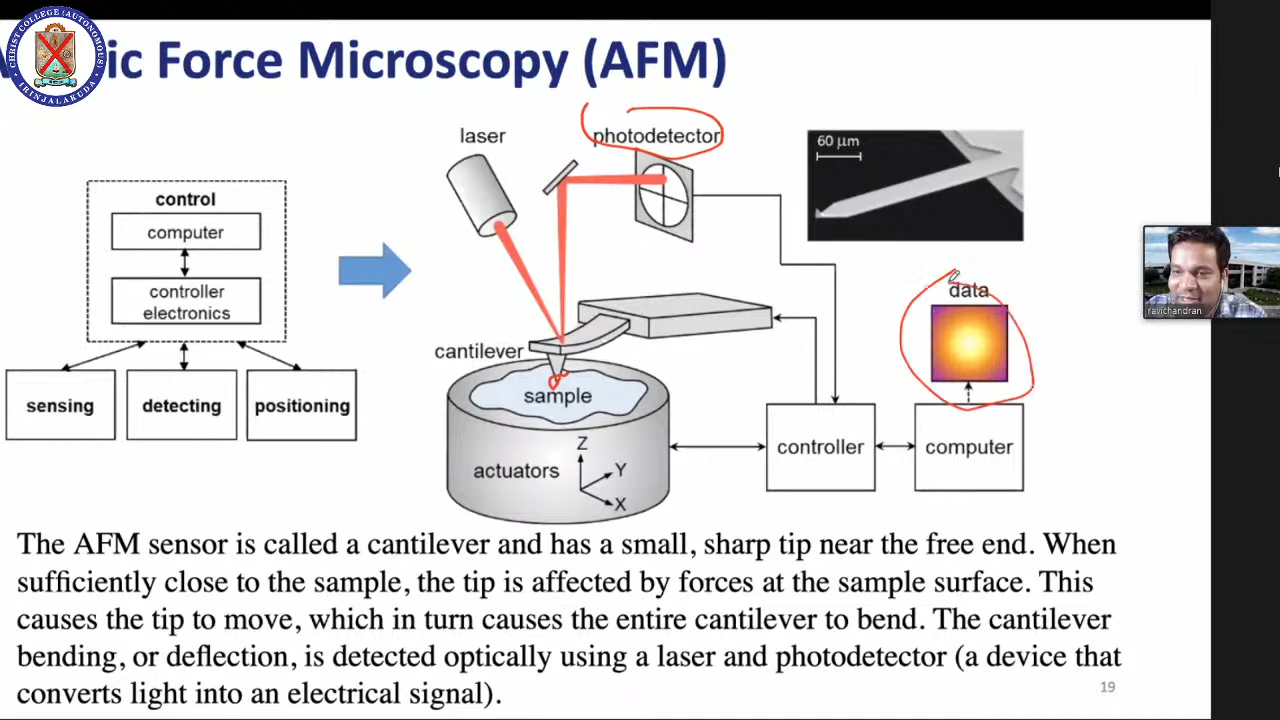 CHRIST COLLEGE (AUTONOMOUS)
IRINJALAKUDA
ic Force Microscopy (AFM)
laser
photodetector
60 μm
control
computer
controller
electronics
sensing
detecting
positioning
cantilever
sample
actuators
Z
Y
X
data
controller
computer
ravichandran
The AFM sensor is called a cantilever and has a small, sharp tip near the free end. When
sufficiently close to the sample, the tip is affected by forces at the sample surface. This
causes the tip to move, which in turn causes the entire cantilever to bend. The cantilever
bending, or deflection, is detected optically using a laser and photodetector (a device that
converts light into an electrical signal).
19